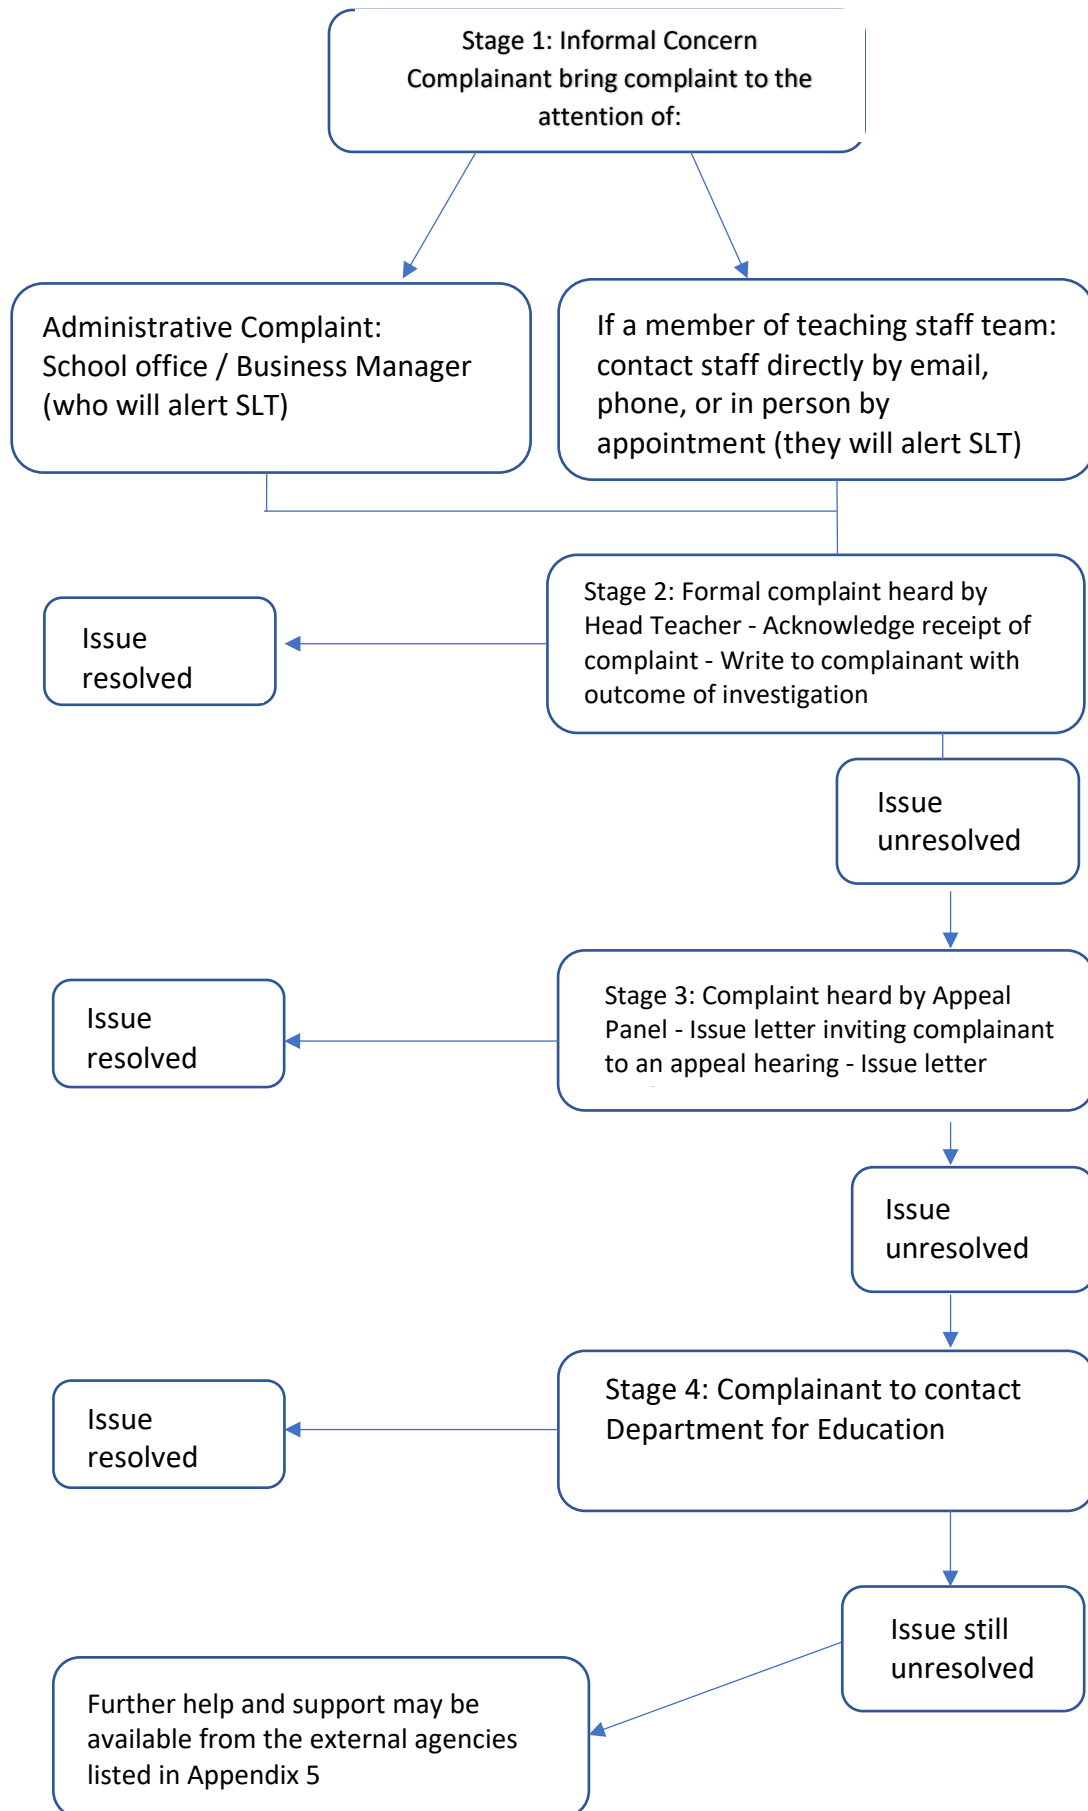 Stage 1: Informal Concern
Complainant bring complaint to the
attention of:
Administrative Complaint:
School office / Business Manager
(who will alert SLT)
If a member of teaching staff team:
contact staff directly by email,
phone, or in person by
appointment (they will alert SLT)
Stage 2: Formal complaint heard by
Head Teacher - Acknowledge receipt of
complaint - Write to complainant with
outcome of investigation
Issue
resolved
Issue
unresolved
Stage 3: Complaint heard by Appeal
Panel - Issue letter inviting complainant
to an appeal hearing - Issue letter
Issue
resolved
Issue
unresolved
Stage 4: Complainant to contact
Department for Education
Issue
resolved
Issue still
unresolved
Further help and support may be
available from the external agencies
listed in Appendix 5